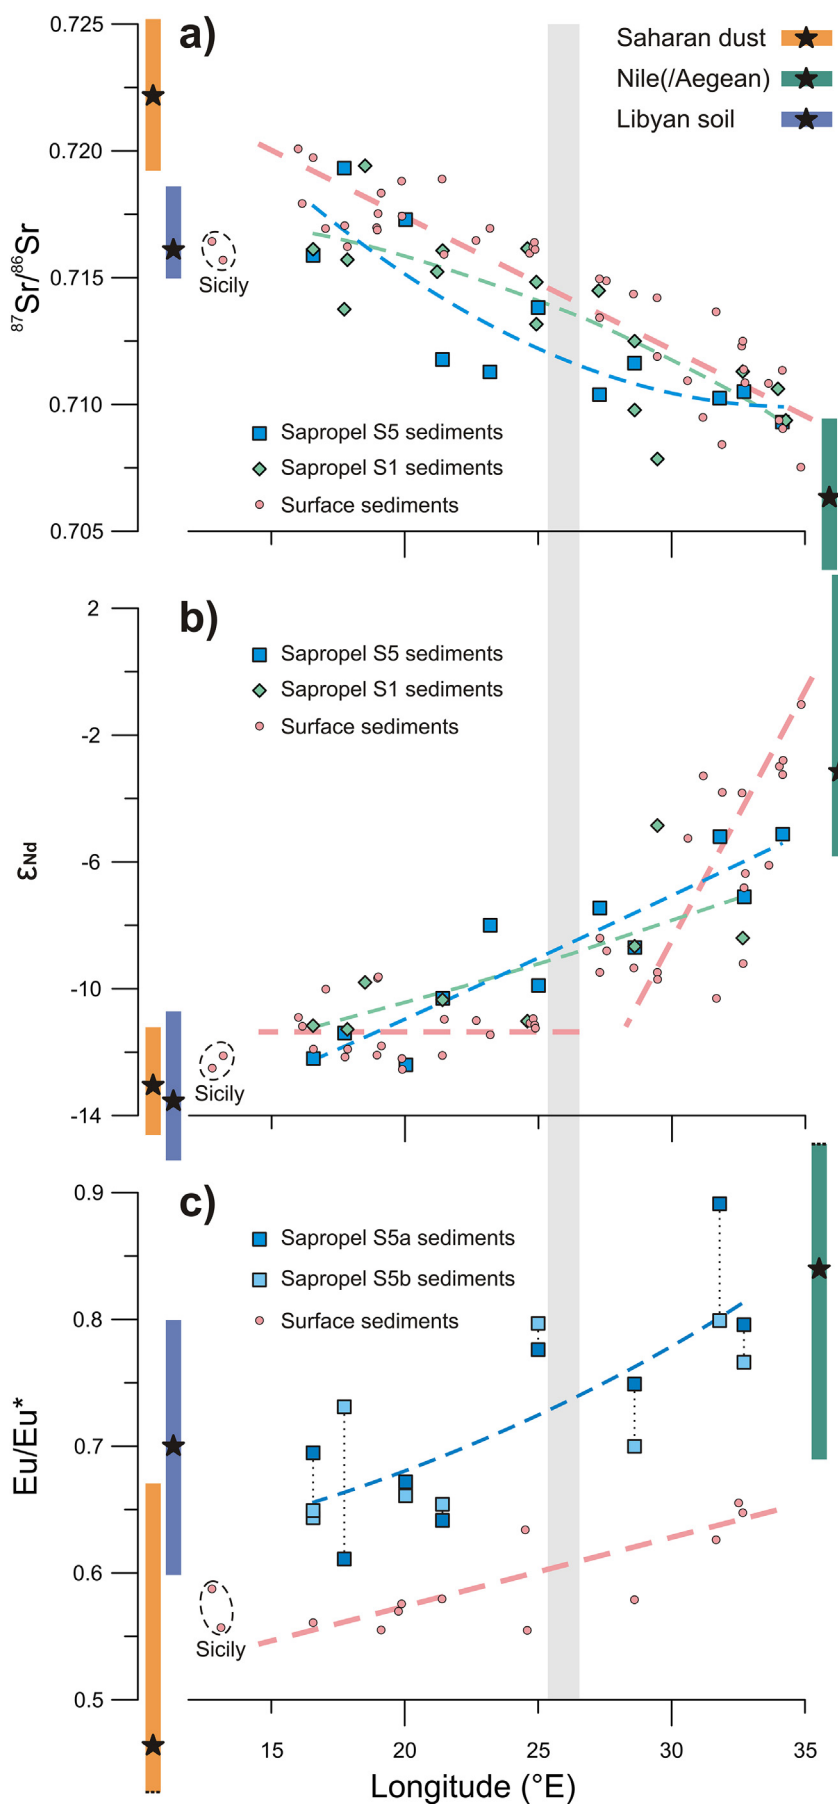 a)
Saharan dust
Nile(/Aegean)
Libyan soil
0.725
0.720
0.715
0.710
0.705
⁸⁷Sr/⁸⁶Sr
Sicily
Sapropel S5 sediments
Sapropel S1 sediments
Surface sediments
b)
2
-2
-6
-10
-14
εNd
Sapropel S5 sediments
Sapropel S1 sediments
Surface sediments
Sicily
c)
0.9
0.8
0.7
0.6
0.5
Eu/Eu*
Sapropel S5a sediments
Sapropel S5b sediments
Surface sediments
Sicily
15 20 25 30 35
Longitude (°E)